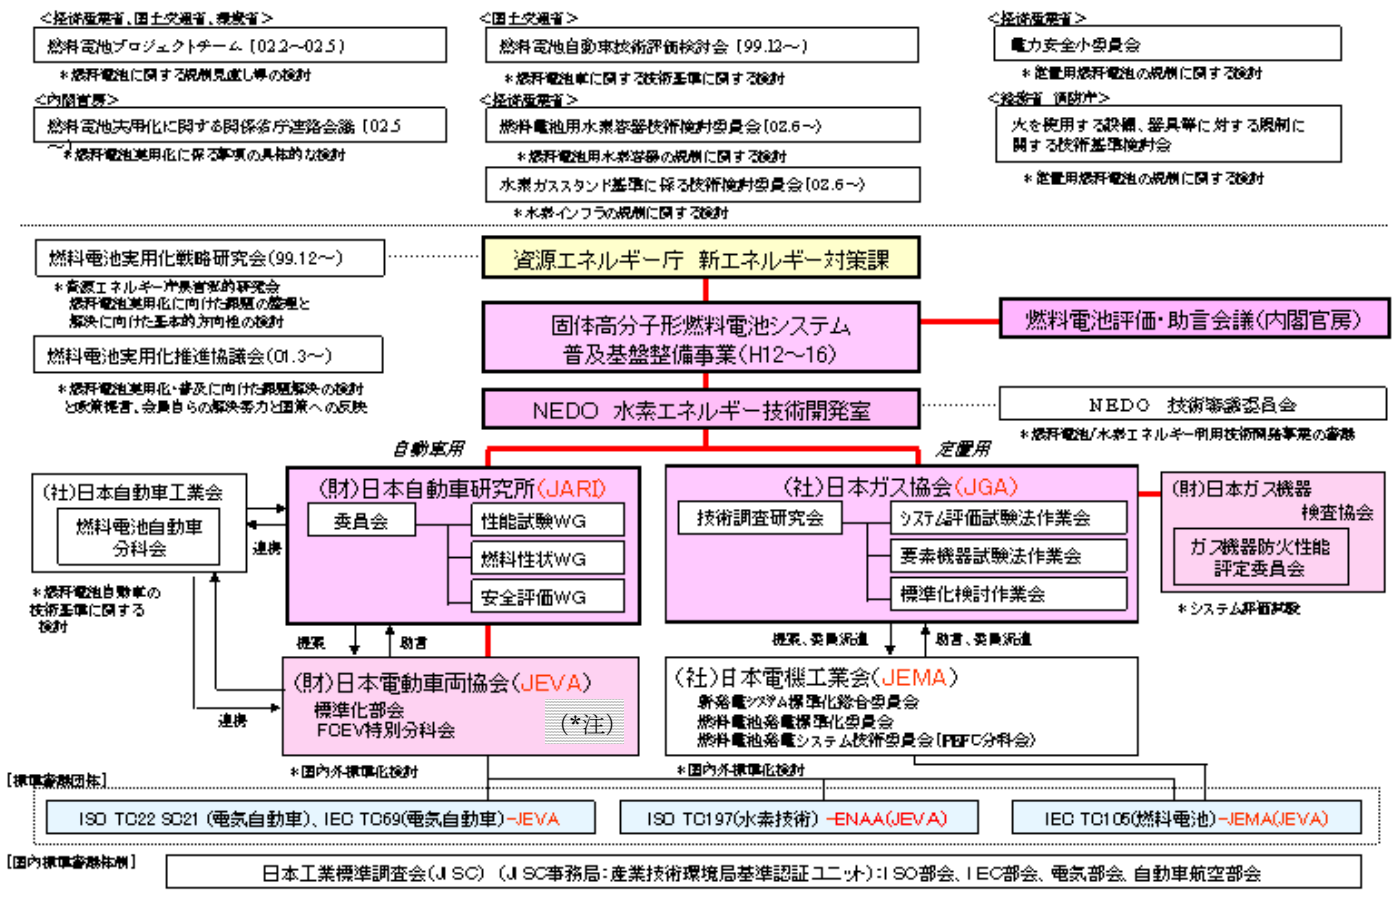 ＜経済産業省、国土交通省、環境省＞
燃料電池プロジェクトチーム [02.2～02.5]
＊燃料電池に関する規制見直し等の検討
＜内閣官房＞
燃料電池実用化に関する関係省庁連絡会議 [02.5
～]
＊燃料電池実用化に係る事項の具体的な検討
＜国土交通省＞
燃料電池自動車技術評価検討会 [99.12～]
＊燃料電池車に関する技術基準に関する検討
＜経済産業省＞
燃料電池用水素容器技術検討委員会[02.6～]
＊燃料電池用水素容器の規制に関する検討
水素ガススタンド基準に係る技術検討委員会[02.6～]
＊水素インフラの規制に関する検討
＜経済産業省＞
電力安全小委員会
＊定置用燃料電池の規制に関する検討
＜総務省 消防庁＞
火を使用する設備、器具等に対する規制に
関する技術基準検討会
＊定置用燃料電池の規制に関する検討
燃料電池実用化戦略研究会(99.12～)
＊資源エネルギー庁長官私的研究会
燃料電池実用化に向けた課題の整理と
解決に向けた基本的方向性の検討
燃料電池実用化推進協議会(01.3～)
＊燃料電池実用化・普及に向けた課題解決の検討
と政策提言、会員自らの解決努力と国策への反映
資源エネルギー庁 新エネルギー対策課
固体高分子形燃料電池システム
普及基盤整備事業(H12～16)
燃料電池評価・助言会議(内閣官房)
NEDO 水素エネルギー技術開発室
NEDO 技術審議委員会
＊燃料電池/水素エネルギー利用技術開発事業の審議
自動車用
定置用
(社)日本自動車工業会
燃料電池自動車
分科会
＊燃料電池自動車の
技術基準に関する
検討
連携
(財)日本自動車研究所(JARI)
委員会
性能試験WG
燃料性状WG
安全評価WG
(社)日本ガス協会(JGA)
技術調査研究会
システム評価試験法作業会
要素機器試験法作業会
標準化検討作業会
(財)日本ガス機器
検査協会
ガス機器防火性能
評定委員会
＊システム評価試験
提案
助言
提案、委員派遣
助言、委員派遣
連携
(財)日本電動車両協会(JEVA)
標準化部会
FCEV特別分科会
(*注)
＊国内外標準化検討
(社)日本電機工業会(JEMA)
新発電システム標準化総合委員会
燃料電池発電標準化委員会
燃料電池発電システム技術委員会[PEFC分科会)
＊国内外標準化検討
[標準審議団体]
ISO TC22 SC21 (電気自動車)、IEC TC69(電気自動車)-JEVA
ISO TC197(水素技術) -ENAA(JEVA)
IEC TC105(燃料電池)-JEMA(JEVA)
[国内標準審議体制]
日本工業標準調査会(JISC) (JISC事務局：産業技術環境局基準認証ユニット)：ISO部会、IEC部会、電気部会、自動車航空部会